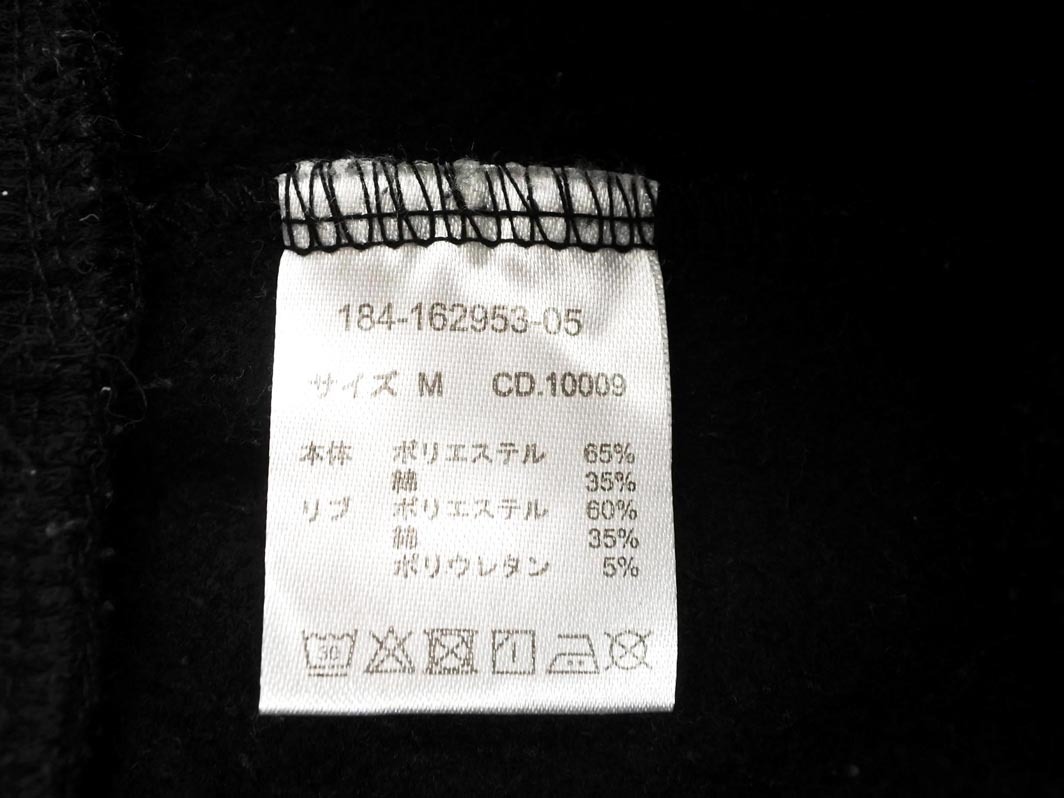 184-162953-05
サイズ M CD.10009
本体 ポリエステル 65%
綿 35%
リブ ポリエステル 60%
綿 35%
ポリウレタン 5%
30